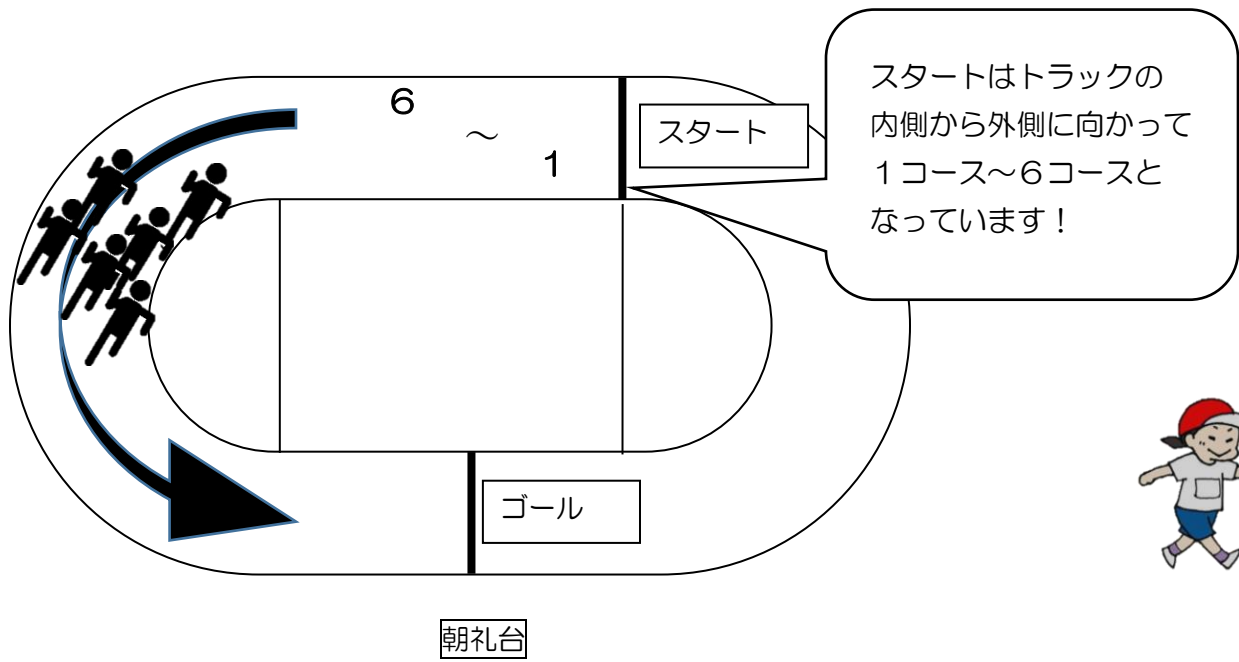 6
～
1
スタート
スタートはトラックの
内側から外側に向かって
１コース～６コースと
なっています！
ゴール
朝礼台